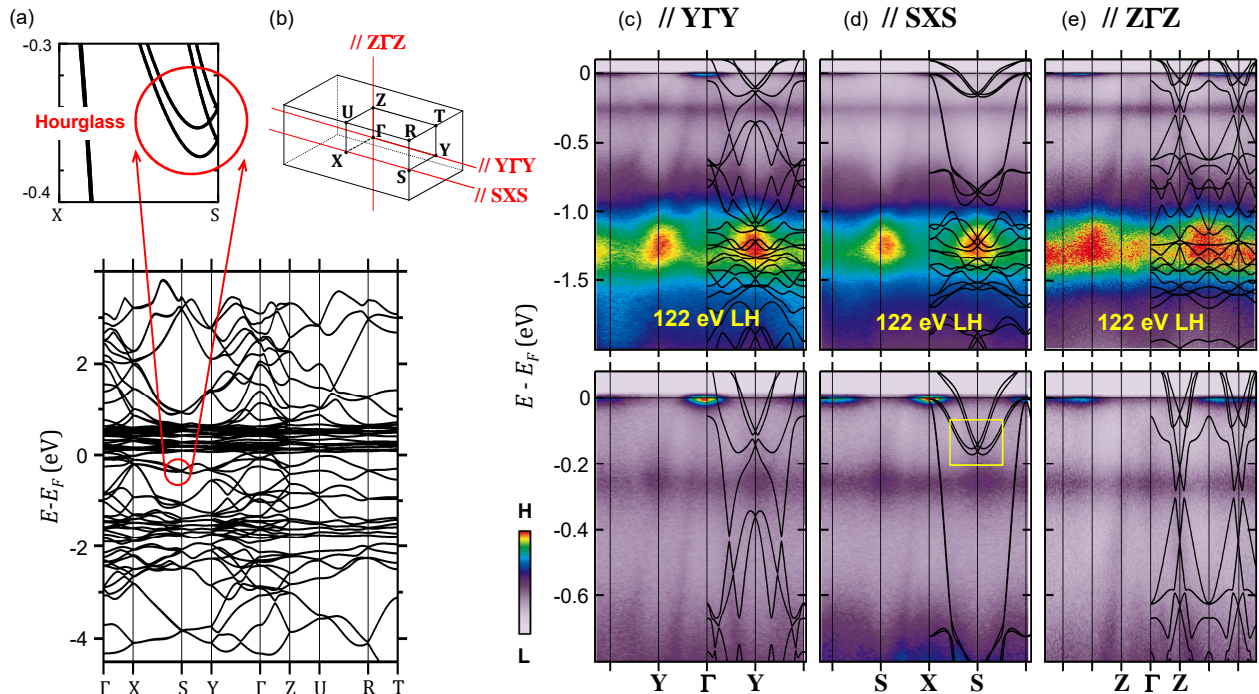 (a)
-0.3
Hourglass
-0.4
X S
(b)
// ZΓZ
Z
U T
Γ R
X Y
S
// YΓY
// SXS
E-E_F (eV)
2
0
-2
-4
Γ X S Y Γ Z U R T
(c) // YΓY
(d) // SXS
(e) // ZΓZ
E - E_F (eV)
0
-0.5
-1.0
-1.5
122 eV LH
122 eV LH
122 eV LH
0
-0.2
-0.4
-0.6
H
L
Y Γ Y
S X S
Z Γ Z